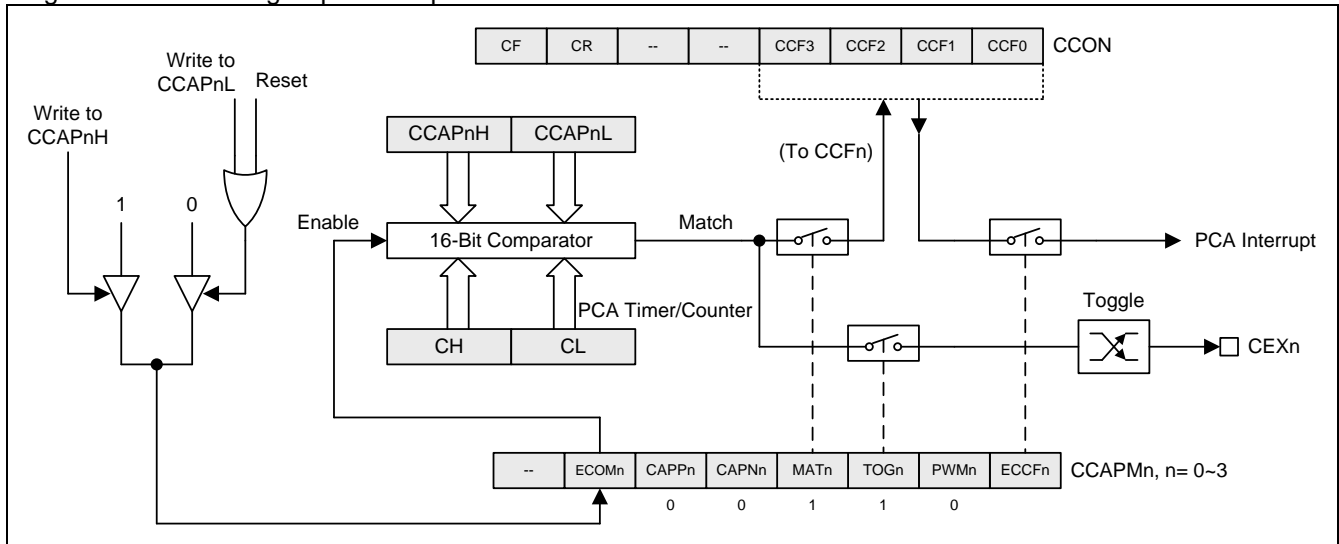 CF CR -- -- CCF3 CCF2 CCF1 CCF0 CCON
Write to
CCAPnL
Reset
Write to
CCAPnH
CCAPnH CCAPnL
(To CCFn)
1 0
Enable
16-Bit Comparator
Match
PCA Interrupt
PCA Timer/Counter
Toggle
CH CL
CEXn
-- ECOMn CAPPn CAPNn MATn TOGn PWMn ECCFn CCAPMn, n= 0~3
0 0 1 1 0